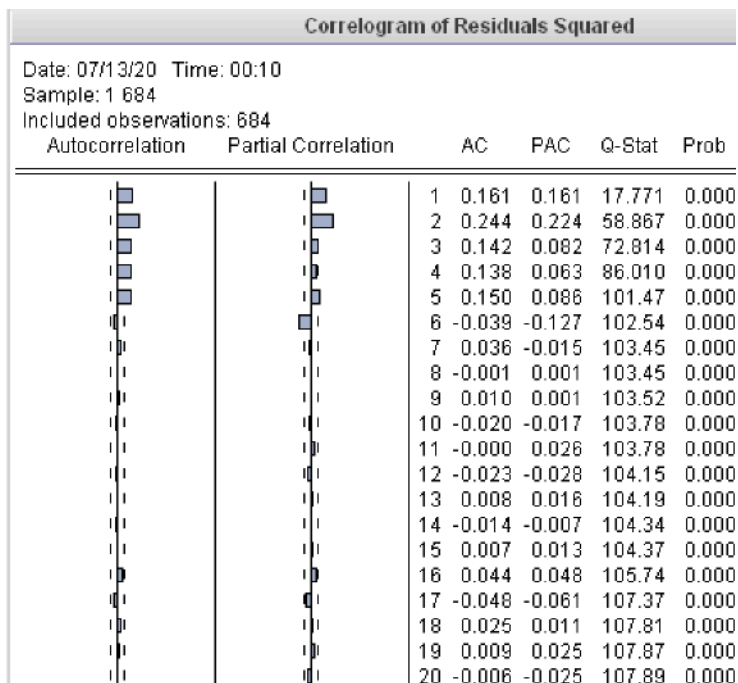 Correlogram of Residuals Squared
Date: 07/13/20 Time: 00:10
Sample: 1 684
Included observations: 684
Autocorrelation Partial Correlation AC PAC Q-Stat Prob
1 0.161 0.161 17.771 0.000
2 0.244 0.224 58.867 0.000
3 0.142 0.082 72.814 0.000
4 0.138 0.063 86.010 0.000
5 0.150 0.086 101.47 0.000
6 -0.039 -0.127 102.54 0.000
7 0.036 -0.015 103.45 0.000
8 -0.001 0.001 103.45 0.000
9 0.010 0.001 103.52 0.000
10 -0.020 -0.017 103.78 0.000
11 -0.000 0.026 103.78 0.000
12 -0.023 -0.028 104.15 0.000
13 0.008 0.016 104.19 0.000
14 -0.014 -0.007 104.34 0.000
15 0.007 0.013 104.37 0.000
16 0.044 0.048 105.74 0.000
17 -0.048 -0.061 107.37 0.000
18 0.025 0.011 107.81 0.000
19 0.009 0.025 107.87 0.000
20 -0.006 -0.025 107.89 0.000